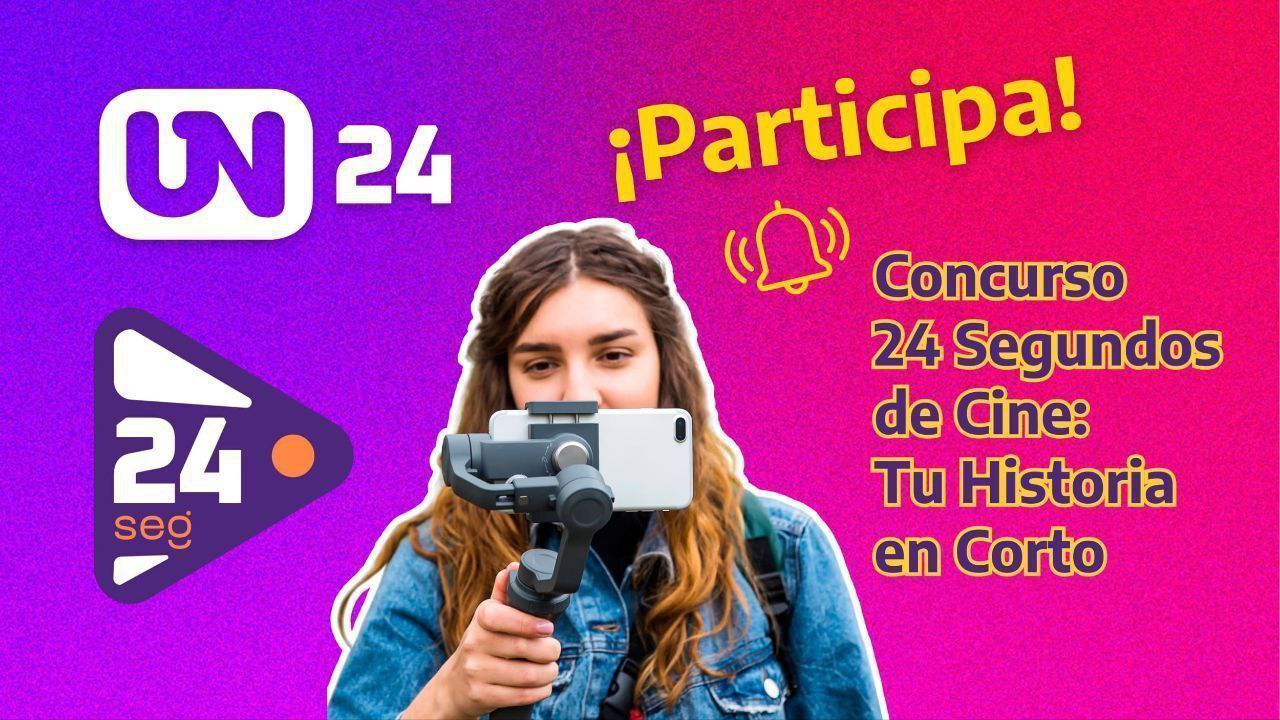 UN 24
¡Participa!
24
seg
Concurso
24 Segundos
de Cine:
Tu Historia
en Corto